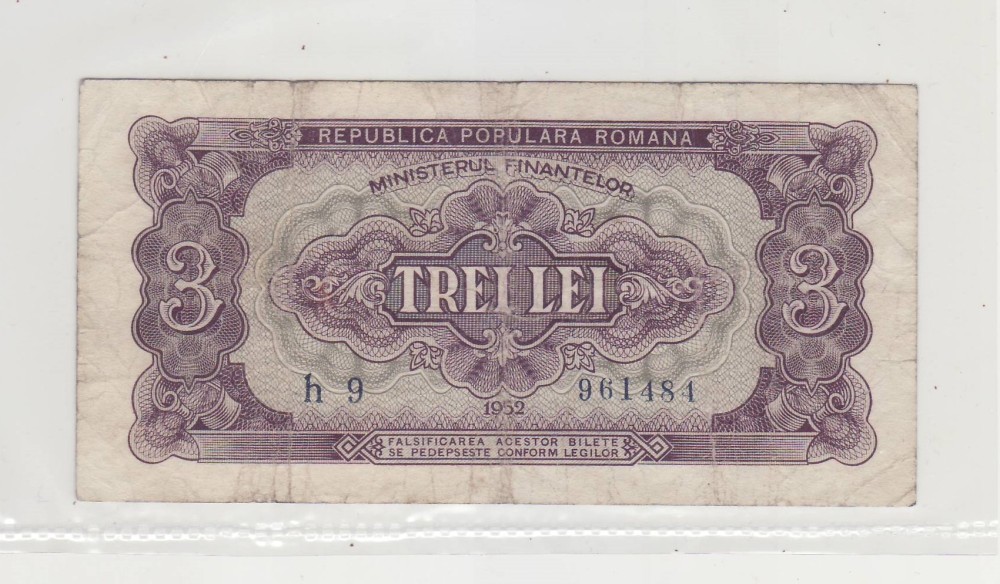 REPUBLICA POPULARA ROMANA
MINISTERUL FINANTELOR
3 TREI LEI 3
h 9 961484
1952
FALSIFICAREA ACESTOR BILETE
SE PEDEPSESTE CONFORM LEGILOR